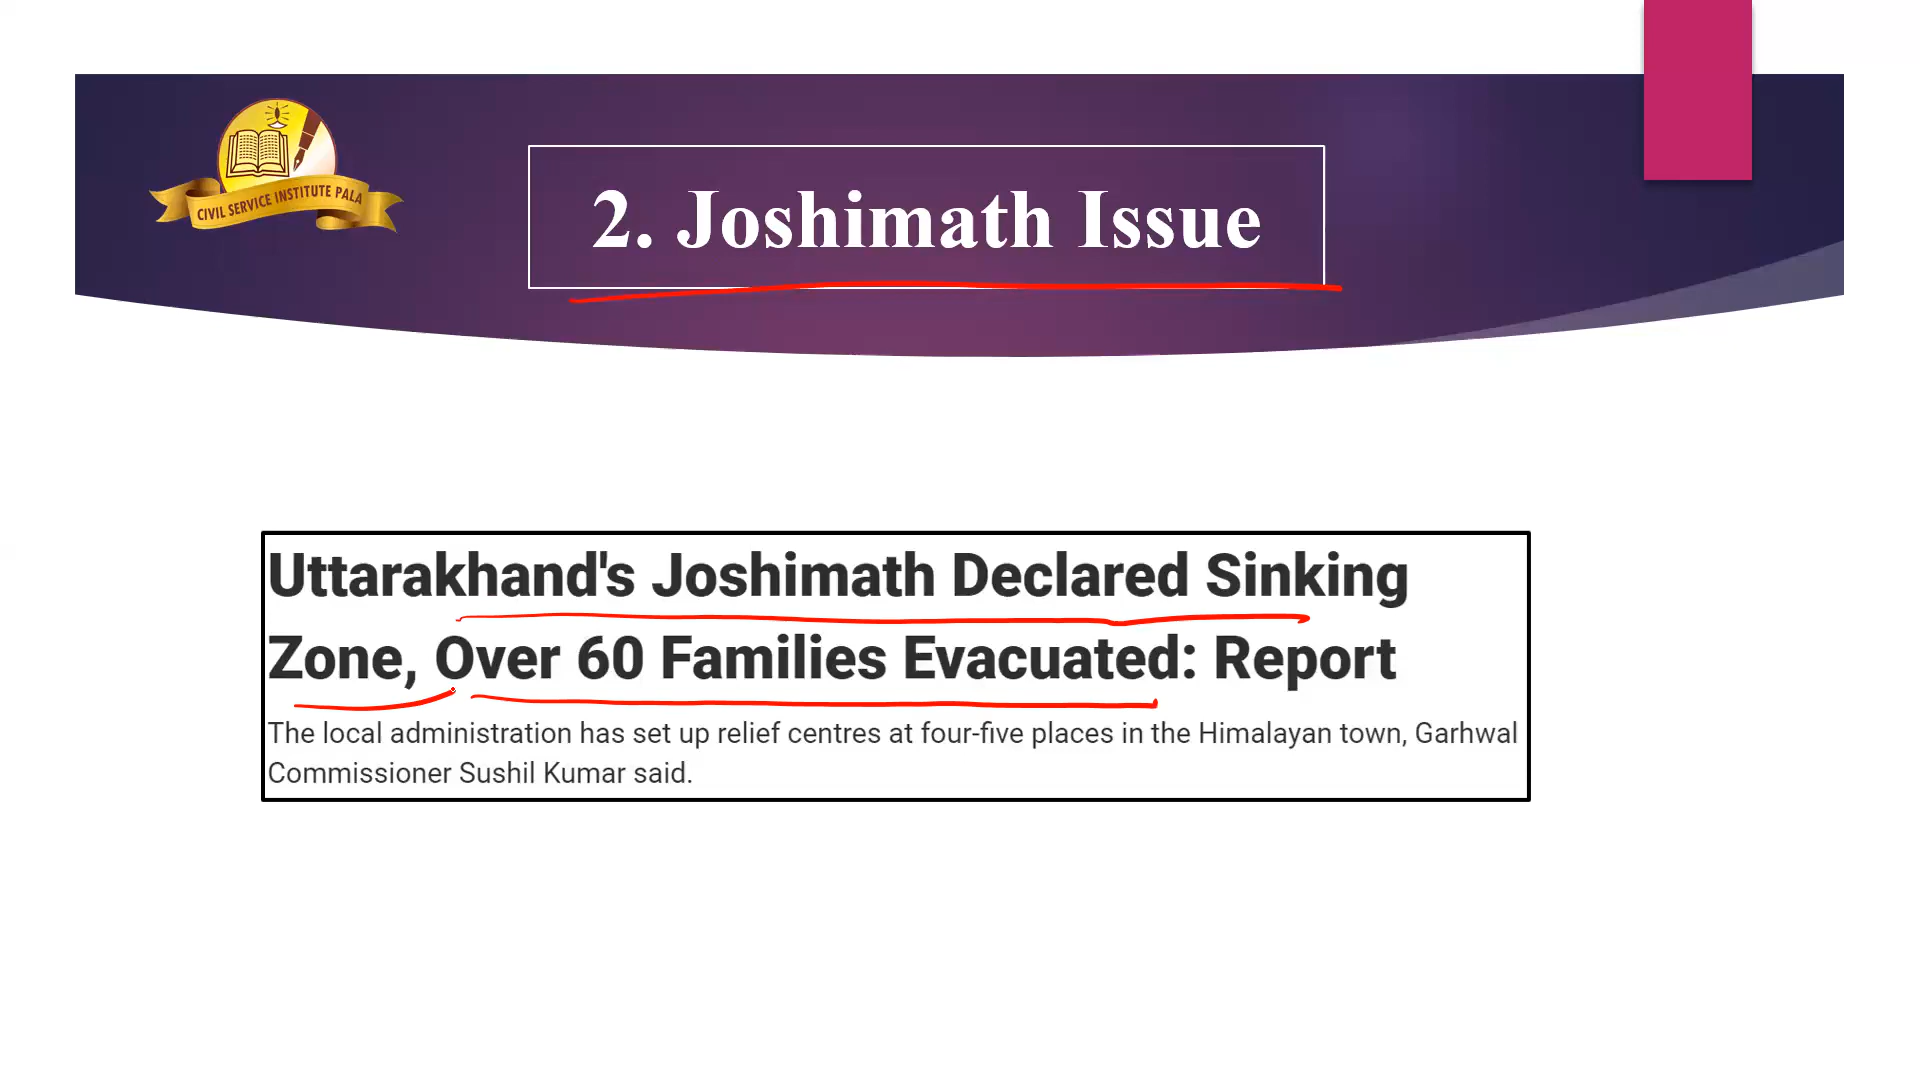 CIVIL SERVICE INSTITUTE PALA
2. Joshimath Issue
Uttarakhand's Joshimath Declared Sinking
Zone, Over 60 Families Evacuated: Report
The local administration has set up relief centres at four-five places in the Himalayan town, Garhwal
Commissioner Sushil Kumar said.